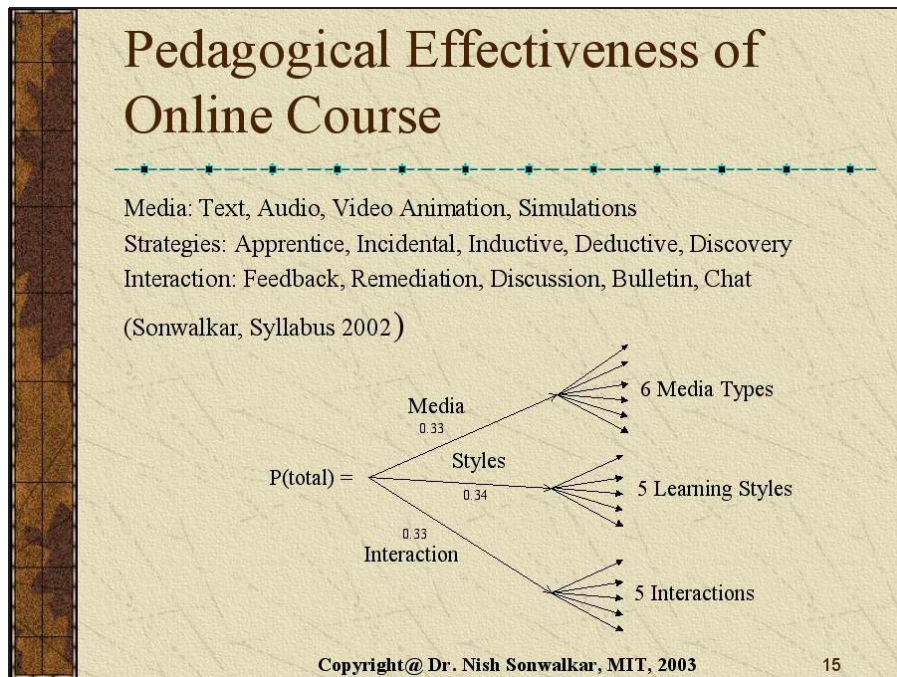 Pedagogical Effectiveness of
Online Course
Media: Text, Audio, Video Animation, Simulations
Strategies: Apprentice, Incidental, Inductive, Deductive, Discovery
Interaction: Feedback, Remediation, Discussion, Bulletin, Chat
(Sonwalkar, Syllabus 2002)
6 Media Types
Media
0.33
Styles
P(total) =
0.34
5 Learning Styles
0.33
Interaction
5 Interactions
Copyright@ Dr. Nish Sonwalkar, MIT, 2003
15